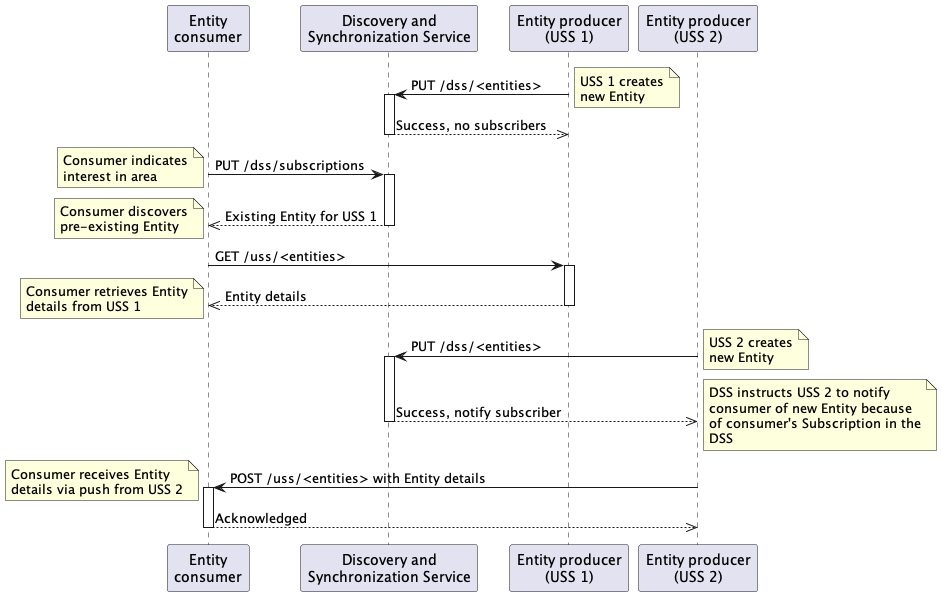 Entity
consumer
Discovery and
Synchronization Service
Entity producer
(USS 1)
Entity producer
(USS 2)
USS 1 creates
new Entity
PUT /dss/<entities>
Success, no subscribers
Consumer indicates
interest in area
PUT /dss/subscriptions
Consumer discovers
pre-existing Entity
Existing Entity for USS 1
GET /uss/<entities>
Consumer retrieves Entity
details from USS 1
Entity details
USS 2 creates
new Entity
PUT /dss/<entities>
DSS instructs USS 2 to notify
consumer of new Entity because
of consumer's Subscription in the
DSS
Success, notify subscriber
Consumer receives Entity
details via push from USS 2
POST /uss/<entities> with Entity details
Acknowledged
Entity
consumer
Discovery and
Synchronization Service
Entity producer
(USS 1)
Entity producer
(USS 2)